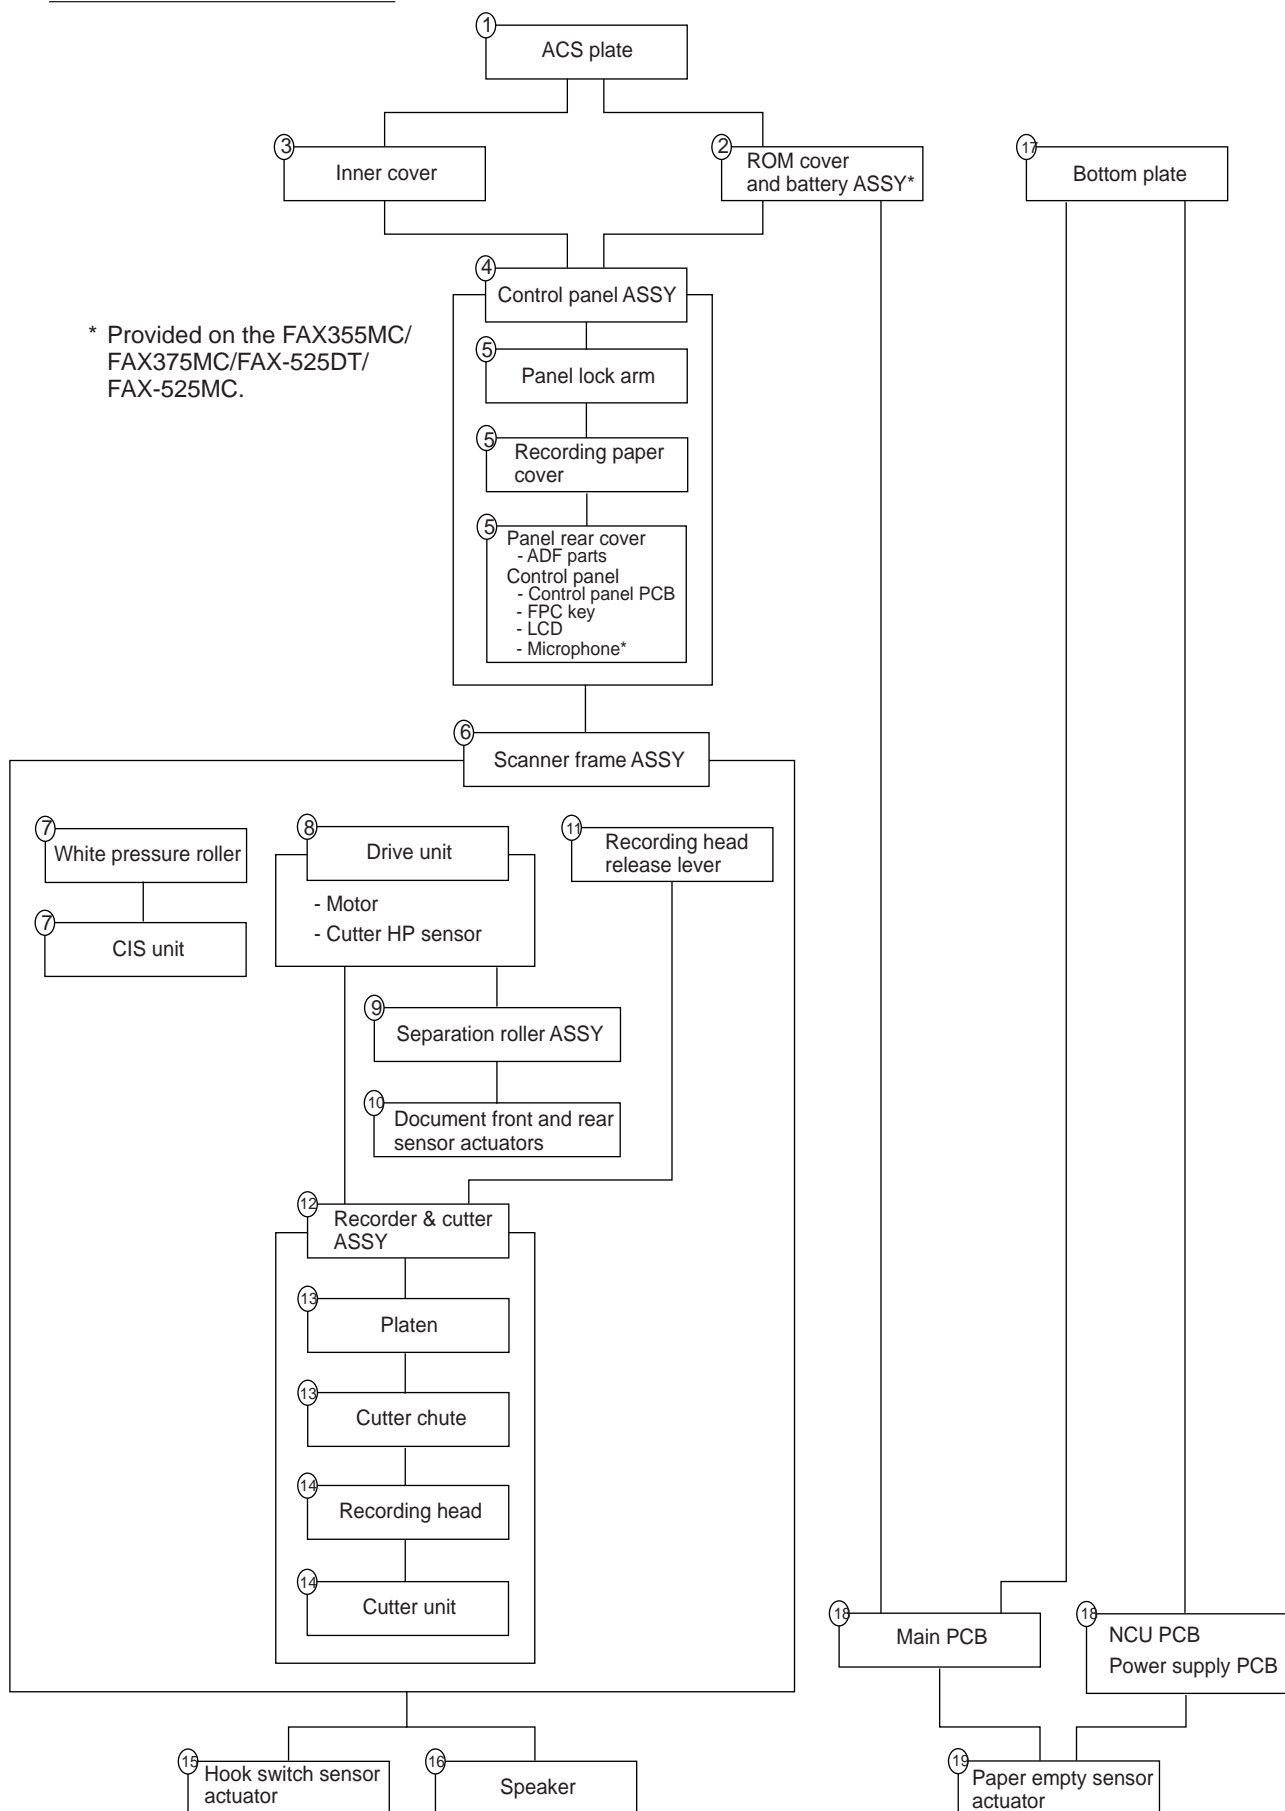 1
ACS plate
3
Inner cover
2
ROM cover
and battery ASSY*
17
Bottom plate
4
Control panel ASSY
* Provided on the FAX355MC/
FAX375MC/FAX-525DT/
FAX-525MC.
5
Panel lock arm
5
Recording paper
cover
5
Panel rear cover
- ADF parts
Control panel
- Control panel PCB
- FPC key
- LCD
- Microphone*
6
Scanner frame ASSY
7
White pressure roller
8
Drive unit
11
Recording head
release lever
- Motor
- Cutter HP sensor
7
CIS unit
9
Separation roller ASSY
10
Document front and rear
sensor actuators
12
Recorder & cutter
ASSY
13
Platen
13
Cutter chute
14
Recording head
14
Cutter unit
18
Main PCB
18
NCU PCB
Power supply PCB
15
Hook switch sensor
actuator
16
Speaker
19
Paper empty sensor
actuator